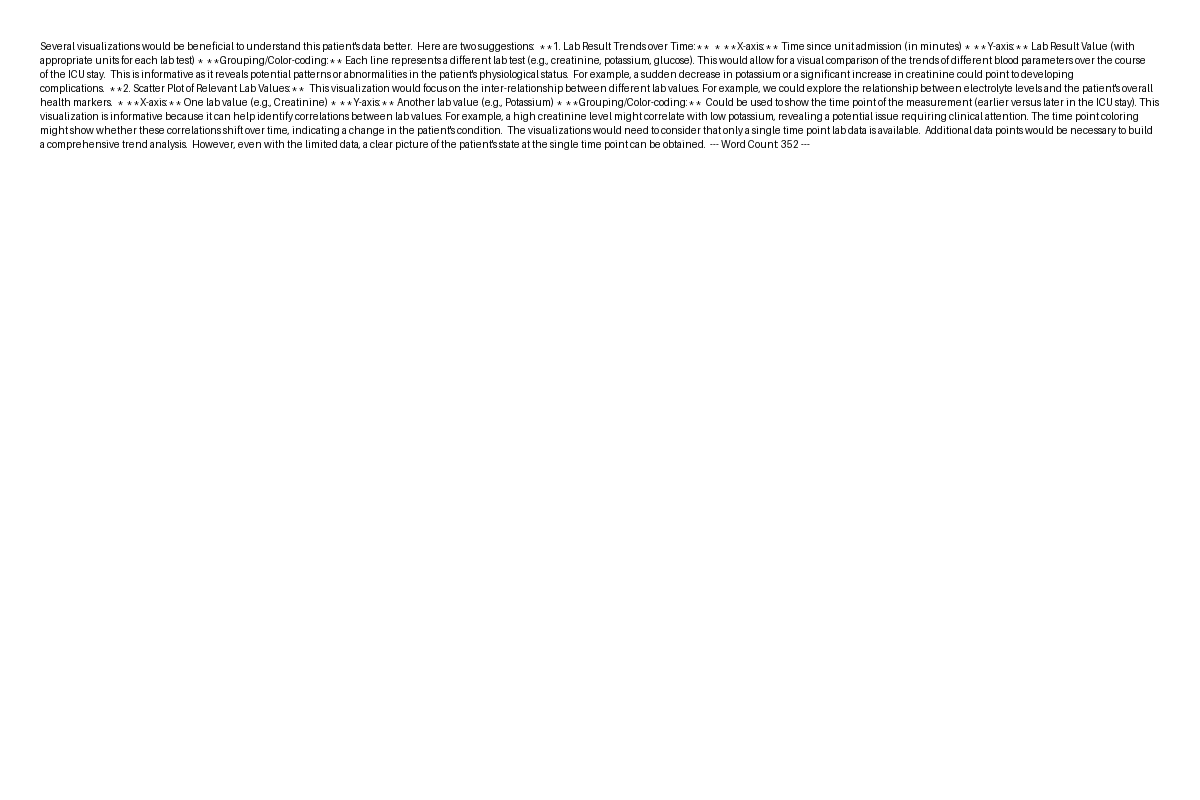 Several visualizations would be beneficial to understand this patient's data better.  Here are two suggestions:  **1. Lab Result Trends over Time:**  * **X-axis:** Time since unit admission (in minutes) * **Y-axis:** Lab Result Value (with
appropriate units for each lab test) * **Grouping/Color-coding:** Each line represents a different lab test (e.g., creatinine, potassium, glucose). This would allow for a visual comparison of the trends of different blood parameters over the course
of the ICU stay.  This is informative as it reveals potential patterns or abnormalities in the patient's physiological status.  For example, a sudden decrease in potassium or a significant increase in creatinine could point to developing
complications.  **2. Scatter Plot of Relevant Lab Values:**  This visualization would focus on the inter-relationship between different lab values. For example, we could explore the relationship between electrolyte levels and the patient's overall
health markers.  * **X-axis:** One lab value (e.g., Creatinine) * **Y-axis:** Another lab value (e.g., Potassium) * **Grouping/Color-coding:** Could be used to show the time point of the measurement (earlier versus later in the ICU stay). This
visualization is informative because it can help identify correlations between lab values. For example, a high creatinine level might correlate with low potassium, revealing a potential issue requiring clinical attention. The time point coloring
might show whether these correlations shift over time, indicating a change in the patient's condition.  The visualizations would need to consider that only a single time point lab data is available.  Additional data points would be necessary to build
a comprehensive trend analysis.  However, even with the limited data, a clear picture of the patient's state at the single time point can be obtained.  --- Word Count: 352 ---